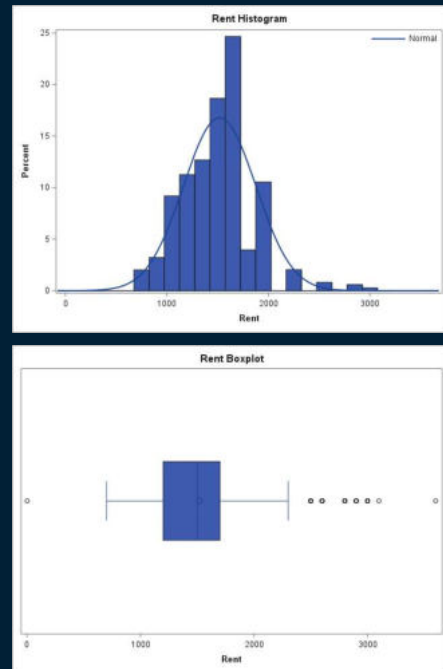 Rent Histogram
Normal
25
20
15
10
5
0
Percent
0 1000 2000 3000
Rent
Rent Boxplot
0 1000 2000 3000
Rent